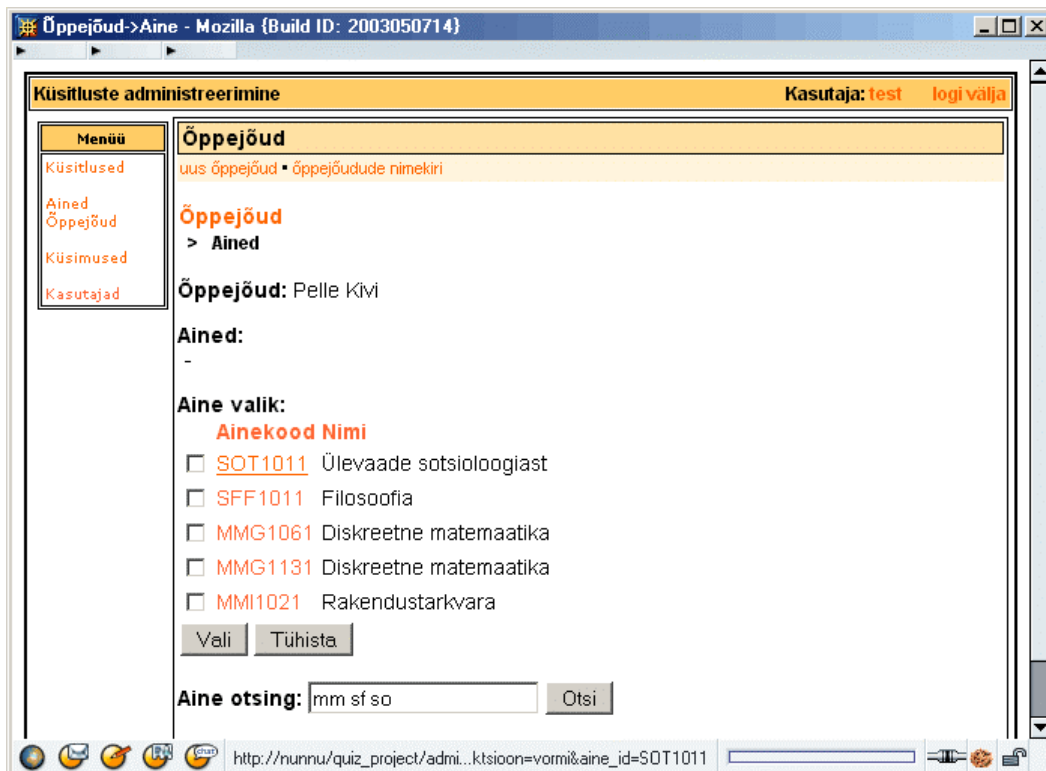 Õppejõud->Aine - Mozilla {Build ID: 2003050714}
Küsitluste administreerimine Kasutaja: test logi välja
Menüü
Küsitlused
Ained
Õppejõud
Küsimused
Kasutajad
Õppejõud
uus õppejõud ▪ õppejõudude nimekiri
Õppejõud
> Ained
Õppejõud: Pelle Kivi
Ained:
-
Aine valik:
Ainekood Nimi
SOT1011 Ülevaade sotsioloogiast
SFF1011 Filosoofia
MMG1061 Diskreetne matemaatika
MMG1131 Diskreetne matemaatika
MMI1021 Rakendustarkvara
Vali Tühista
Aine otsing: mm sf so Otsi
http://nunnu/quiz_project/admi...ktsioon=vormi&aine_id=SOT1011